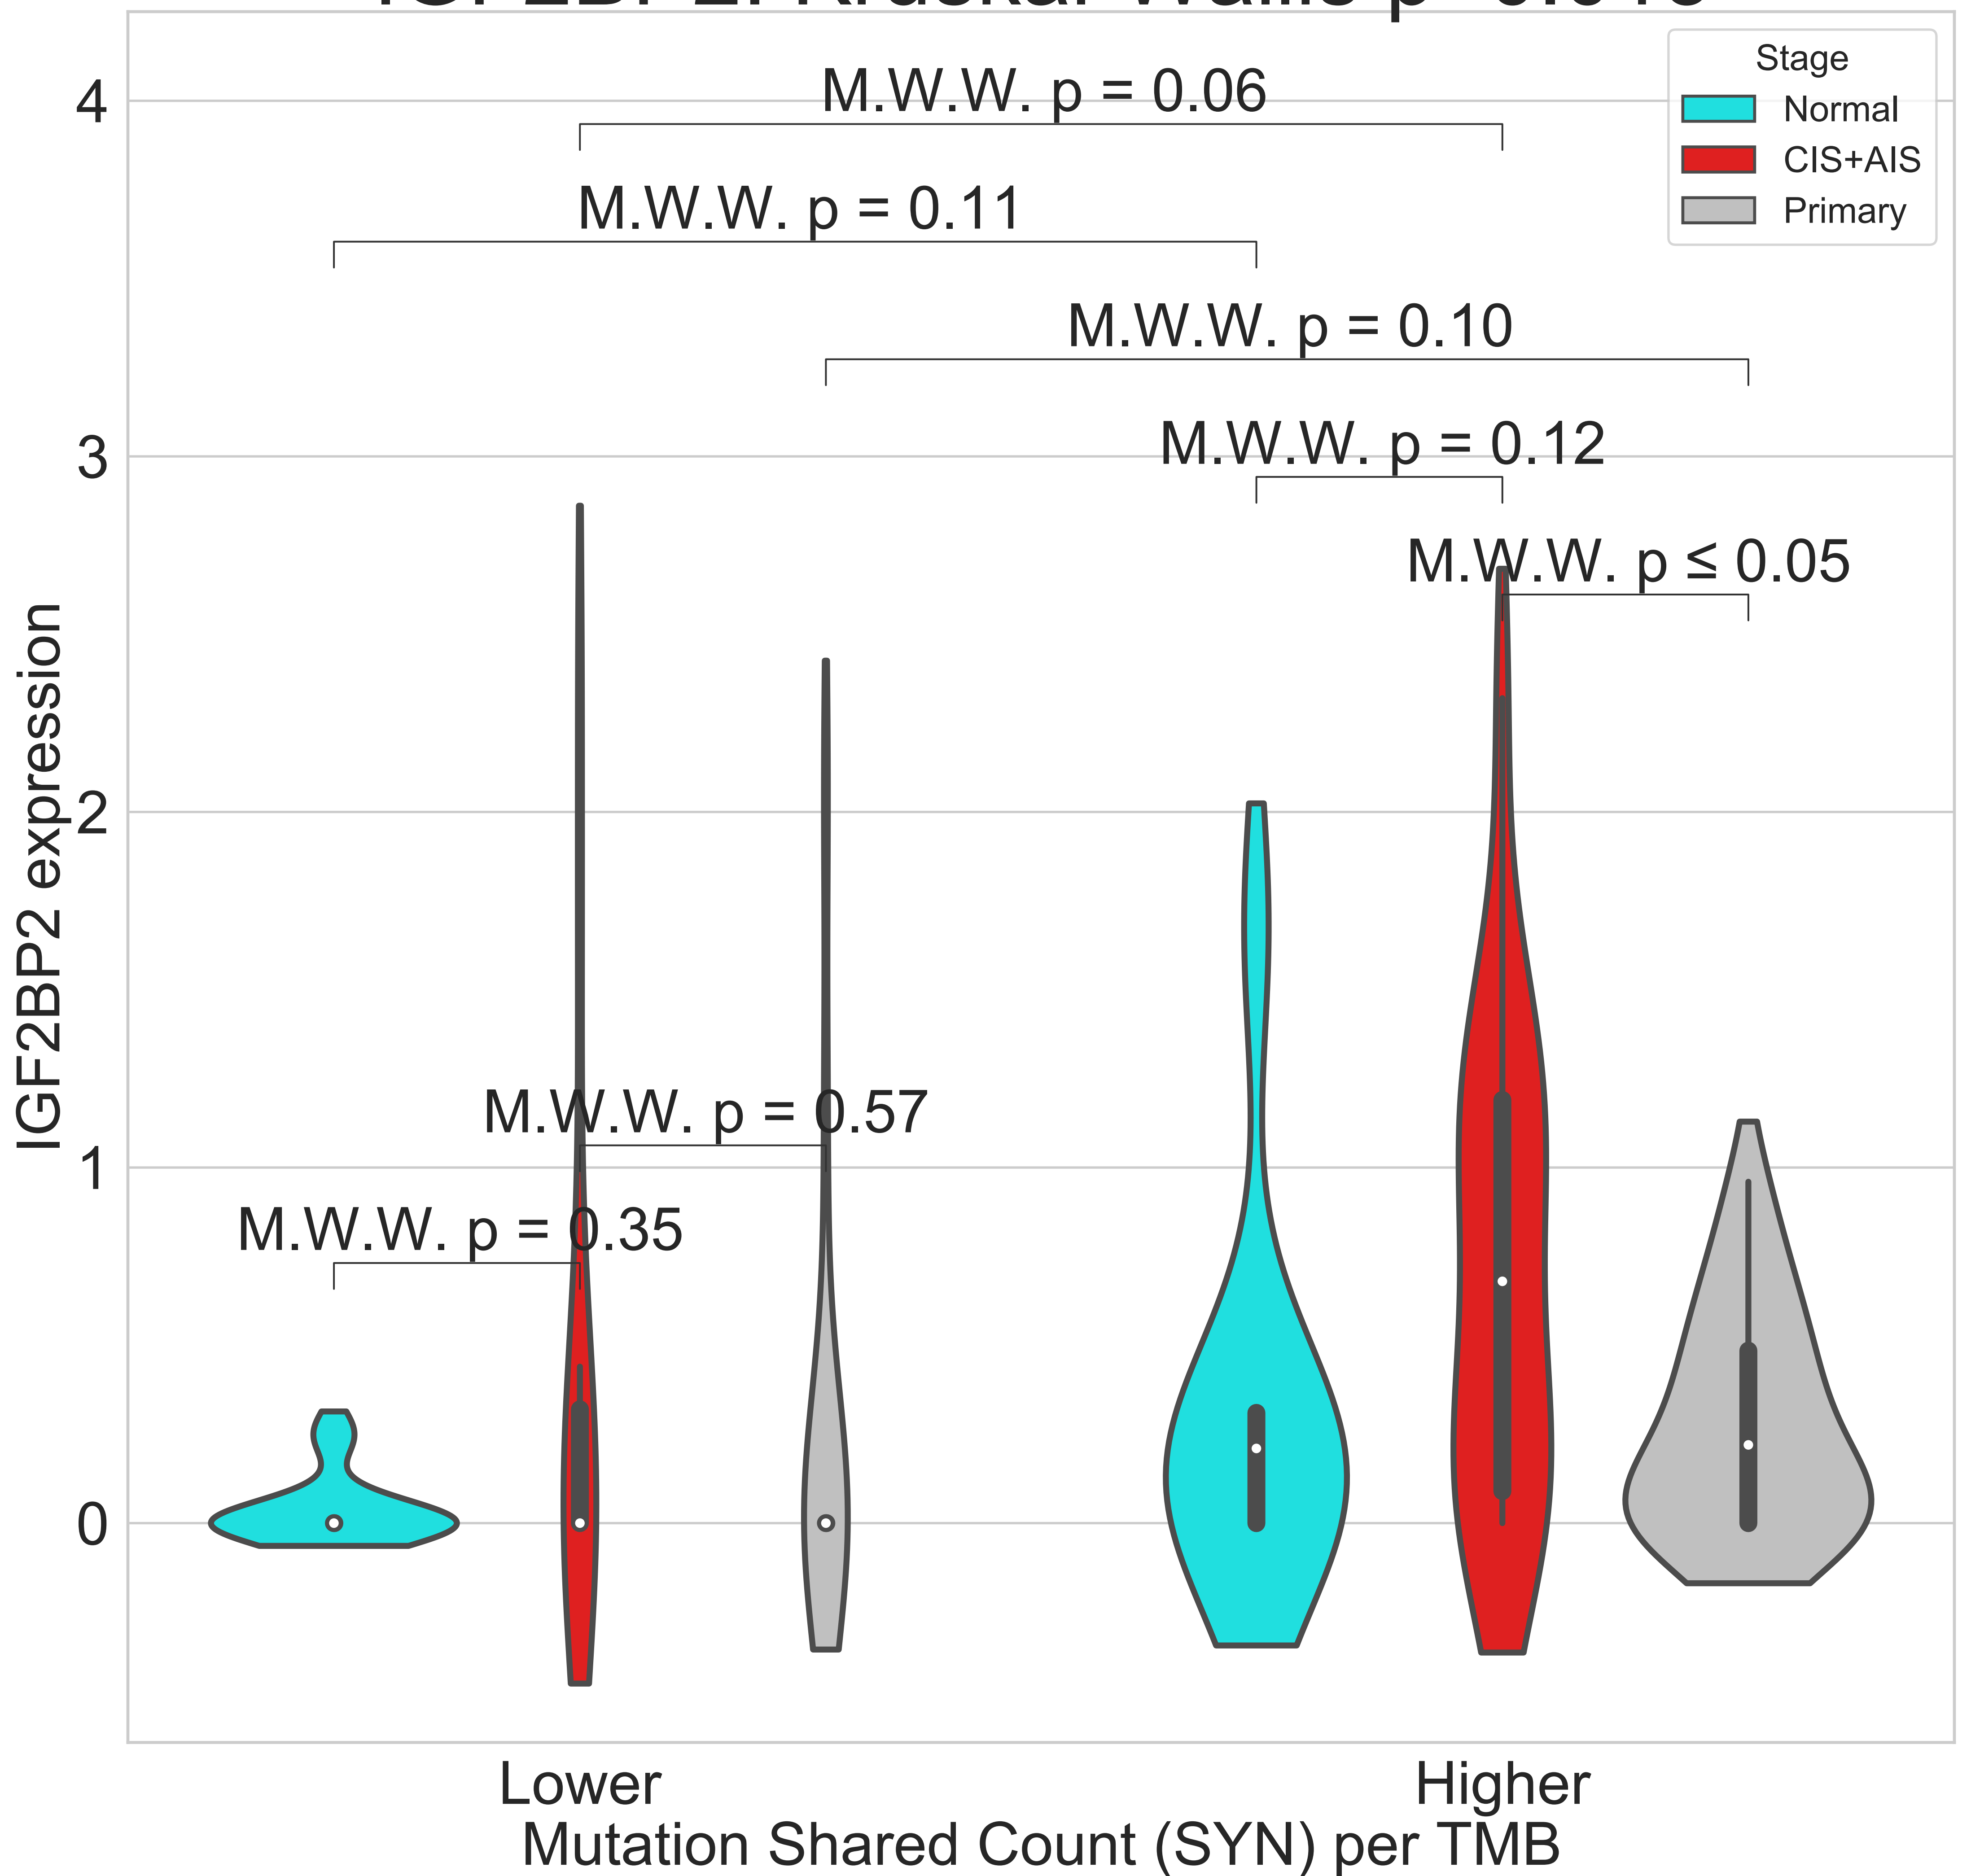 Stage
Normal
CIS+AIS
Primary
M.W.W. p = 0.06
M.W.W. p = 0.11
M.W.W. p = 0.10
M.W.W. p = 0.12
M.W.W. p ≤ 0.05
M.W.W. p = 0.57
M.W.W. p = 0.35
4
3
2
1
0
IGF2BP2 expression
Lower
Higher
Mutation Shared Count (SYN) per TMB